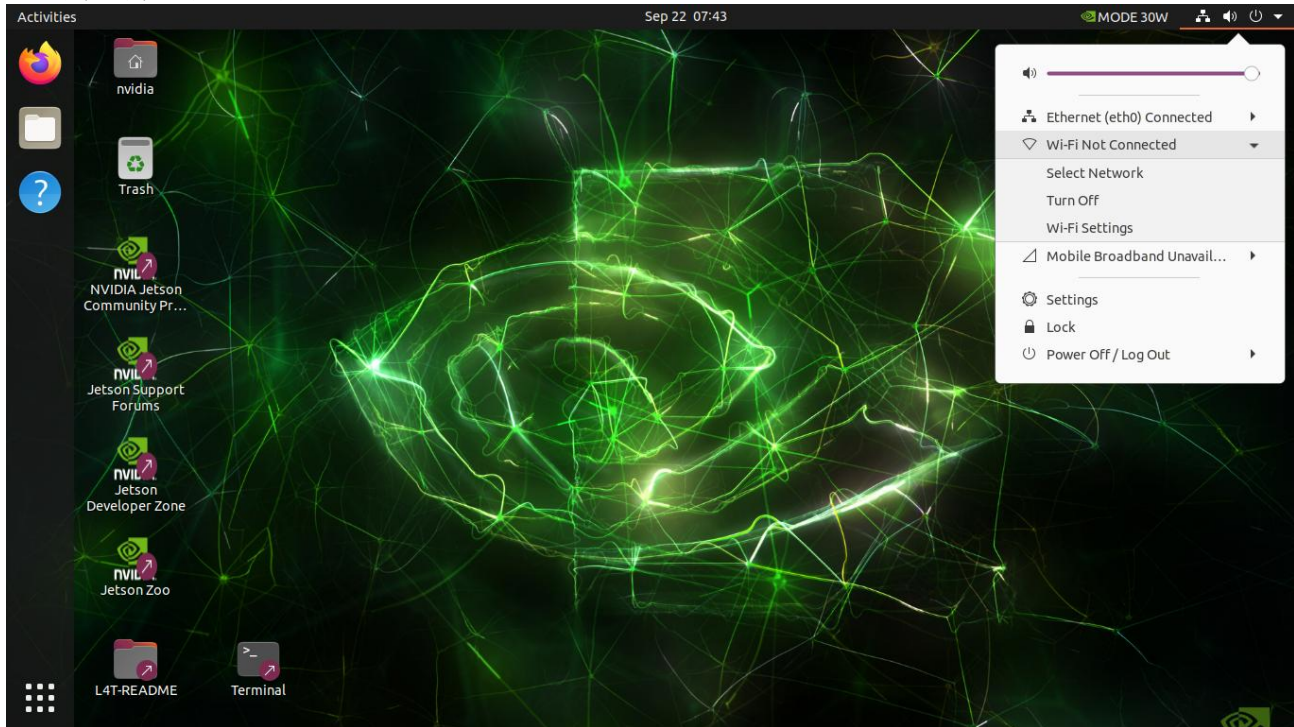 Activities
Sep 22 07:43
MODE 30W
nvidia
Trash
NVIDIA Jetson
Community Pr...
Jetson Support
Forums
Jetson
Developer Zone
Jetson Zoo
L4T-README
>_
Terminal
Ethernet (eth0) Connected
Wi-Fi Not Connected
Select Network
Turn Off
Wi-Fi Settings
Mobile Broadband Unavail...
Settings
Lock
Power Off / Log Out